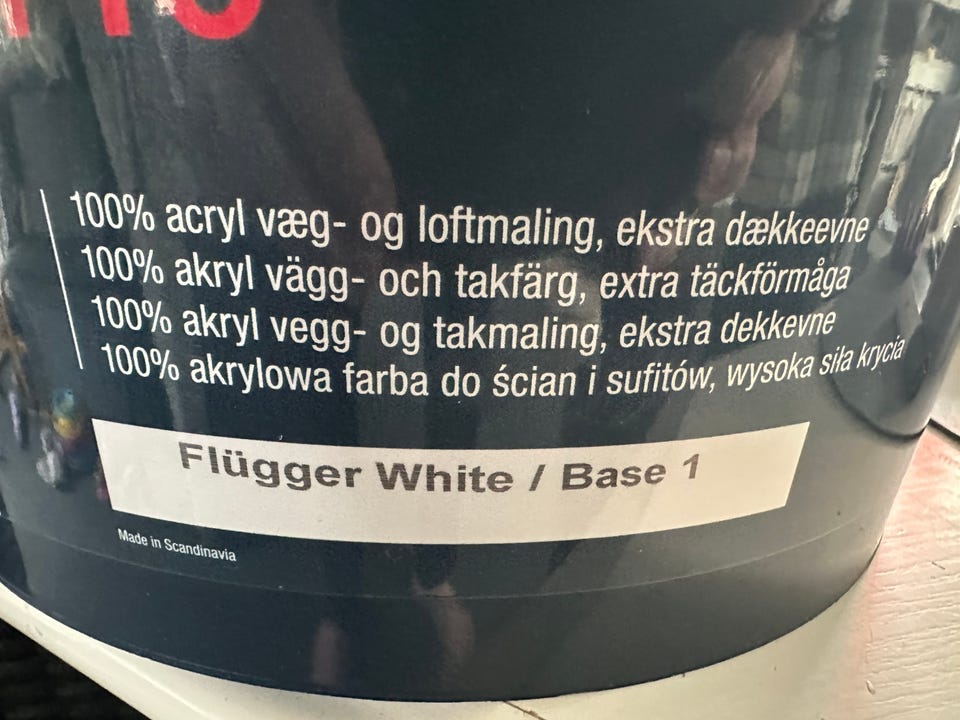 100% acryl væg- og loftmaling, ekstra dækkeevne
100% akryl vägg- och takfärg, extra täckförmåga
100% akryl vegg- og takmaling, ekstra dekkevne
100% akrylowa farba do ścian i sufitów, wysoka siła krycia
Flügger White / Base 1
Made in Scandinavia